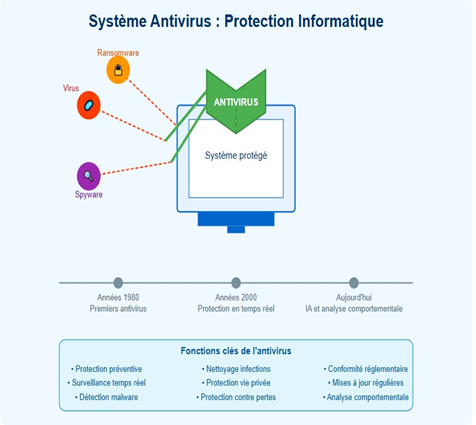 Système Antivirus : Protection Informatique
Ransomware
Virus
ANTIVIRUS
Système protégé
Spyware
Années 1980
Premiers antivirus
Années 2000
Protection en temps réel
Aujourd'hui
IA et analyse comportementale
Fonctions clés de l'antivirus
• Protection préventive
• Surveillance temps réel
• Détection malware
• Nettoyage infections
• Protection vie privée
• Protection contre pertes
• Conformité réglementaire
• Mises à jour régulières
• Analyse comportementale